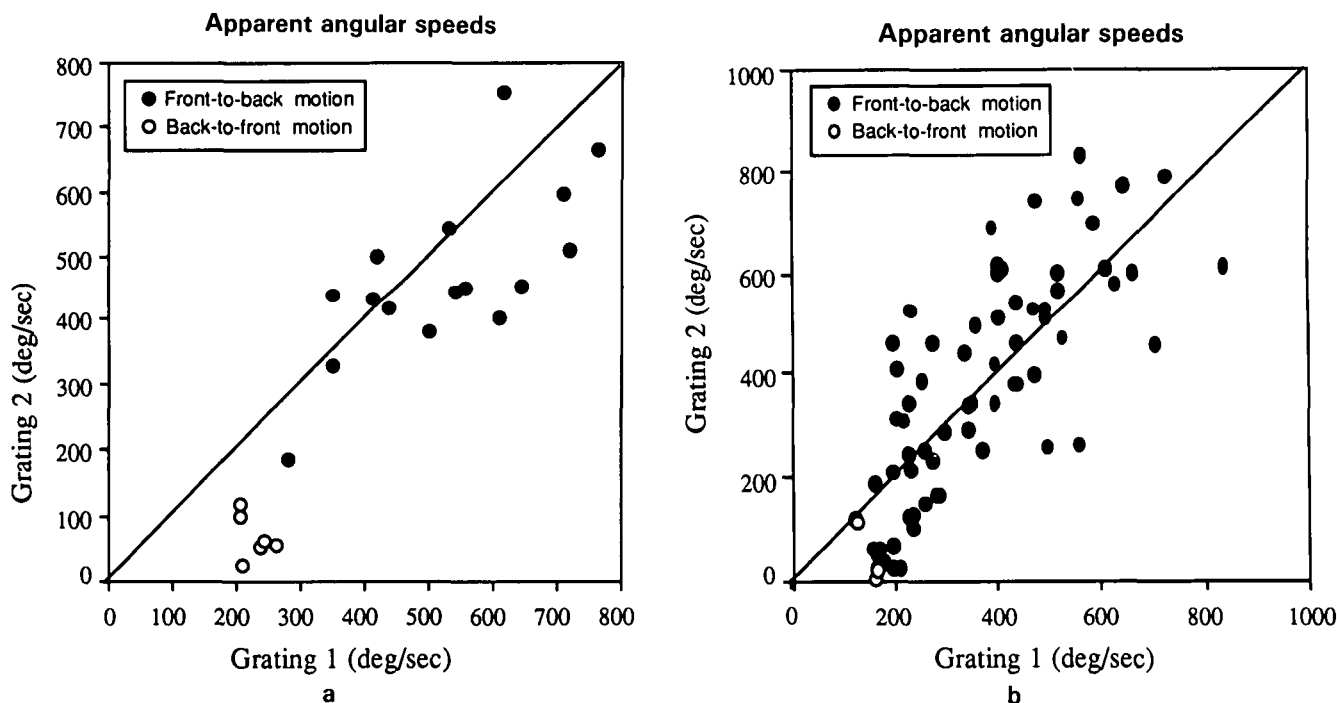 Apparent angular speeds
800
700
600
500
400
300
200
100
0
Front-to-back motion
Back-to-front motion
Grating 2 (deg/sec)
0 100 200 300 400 500 600 700 800
Grating 1 (deg/sec)
a
Apparent angular speeds
1000
800
600
400
200
0
Front-to-back motion
Back-to-front motion
Grating 2 (deg/sec)
0 200 400 600 800 1000
Grating 1 (deg/sec)
b